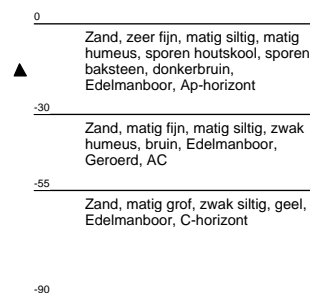 0
Zand, zeer fijn, matig siltig, matig
humeus, sporen houtskool, sporen
baksteen, donkerbruin,
Edelmanboor, Ap-horizont
-30
Zand, matig fijn, matig siltig, zwak
humeus, bruin, Edelmanboor,
Geroerd, AC
-55
Zand, matig grof, zwak siltig, geel,
Edelmanboor, C-horizont
-90